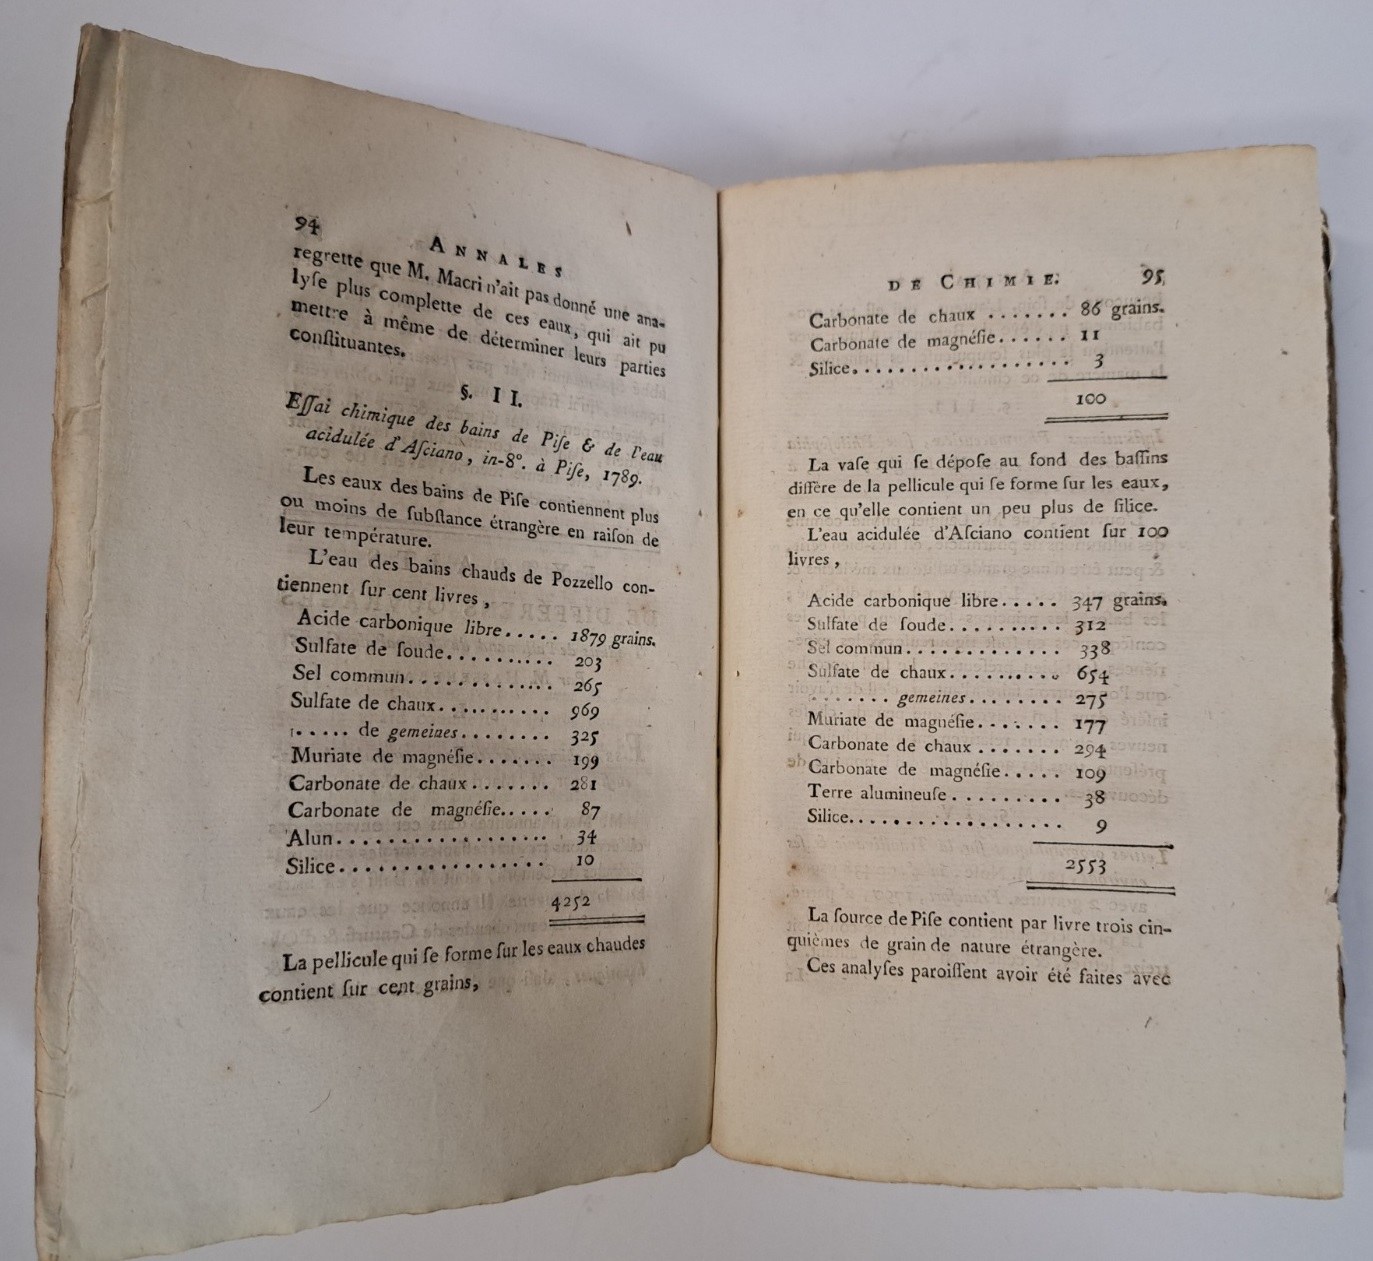 94 ANNALES
regrette que M. Macri n'ait pas donné une ana-
lyſe plus complette de ces eaux, qui ait pu
mettre à même de déterminer leurs parties
conſtituantes.
§. II.
Eſſai chimique des bains de Piſe & de l'eau
acidulée d'Aſciano, in-8°. à Piſe, 1789.
Les eaux des bains de Piſe contiennent plus
ou moins de ſubſtance étrangère en raiſon de
leur température.
L'eau des bains chauds de Pozzello con-
tiennent ſur cent livres,
Acide carbonique libre..... 1879 grains.
Sulfate de ſoude.......... 203
Sel commun............. 265
Sulfate de chaux.......... 969
...... de gemeines........ 325
Muriate de magnéſie....... 199
Carbonate de chaux....... 281
Carbonate de magnéſie..... 87
Alun.................. 34
Silice................. 10
4252
La pellicule qui ſe forme ſur les eaux chaudes
contient ſur cent grains,
DE CHIMIE. 95
Carbonate de chaux ....... 86 grains.
Carbonate de magnéſie...... 11
Silice................... 3
100
La vaſe qui ſe dépoſe au fond des baſſins
diffère de la pellicule qui ſe forme ſur les eaux,
en ce qu'elle contient un peu plus de ſilice.
L'eau acidulée d'Aſciano contient ſur 100
livres,
Acide carbonique libre..... 347 grains.
Sulfate de ſoude.......... 312
Sel commun............. 338
Sulfate de chaux.......... 654
........ gemeines........ 275
Muriate de magnéſie....... 177
Carbonate de chaux ....... 294
Carbonate de magnéſie..... 109
Terre alumineuſe ......... 38
Silice.................. 9
2553
La ſource de Piſe contient par livre trois cin-
quièmes de grain de nature étrangère.
Ces analyſes paroiſſent avoir été faites avec